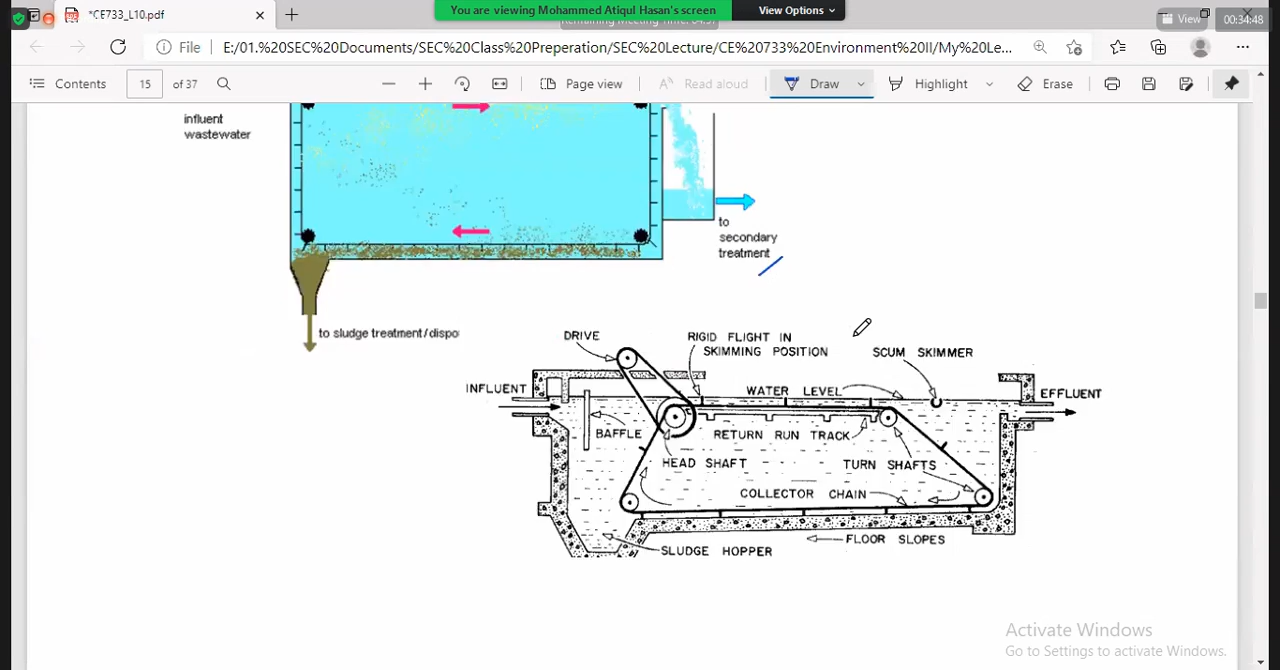 *CE733_L10.pdf
You are viewing Mohammed Atiqul Hasan's screen
View Options
View
00:34:48
File
E:/01.%20SEC%20Documents/SEC%20Class%20Preperation/SEC%20Lecture/CE%20733%20Environment%20II/My%20Le...
Contents
15
of 37
Page view
Read aloud
Draw
Highlight
Erase
influent
wastewater
to
secondary
treatment
to sludge treatment/dispo
DRIVE
RIGID FLIGHT IN
SKIMMING POSITION
SCUM SKIMMER
INFLUENT
WATER LEVEL
EFFLUENT
BAFFLE
RETURN RUN TRACK
HEAD SHAFT
TURN SHAFTS
COLLECTOR CHAIN
FLOOR SLOPES
SLUDGE HOPPER
Activate Windows
Go to Settings to activate Windows.